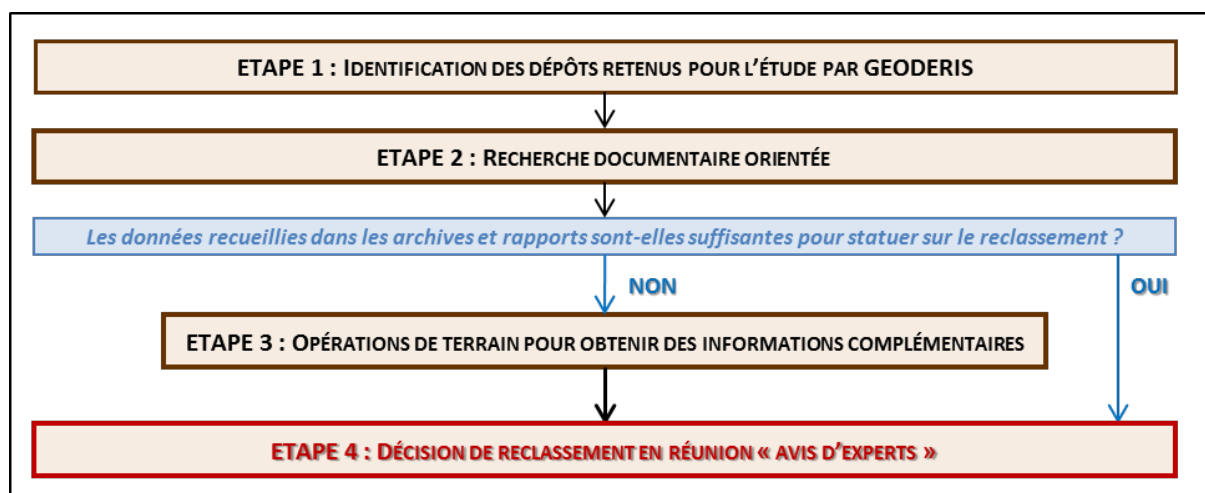 ETAPE 1 : IDENTIFICATION DES DÉPÔTS RETENUS POUR L'ÉTUDE PAR GEODERIS
ETAPE 2 : RECHERCHE DOCUMENTAIRE ORIENTÉE
Les données recueillies dans les archives et rapports sont-elles suffisantes pour statuer sur le reclassement ?
NON
OUI
ETAPE 3 : OPÉRATIONS DE TERRAIN POUR OBTENIR DES INFORMATIONS COMPLÉMENTAIRES
ETAPE 4 : DÉCISION DE RECLASSEMENT EN RÉUNION « AVIS D'EXPERTS »